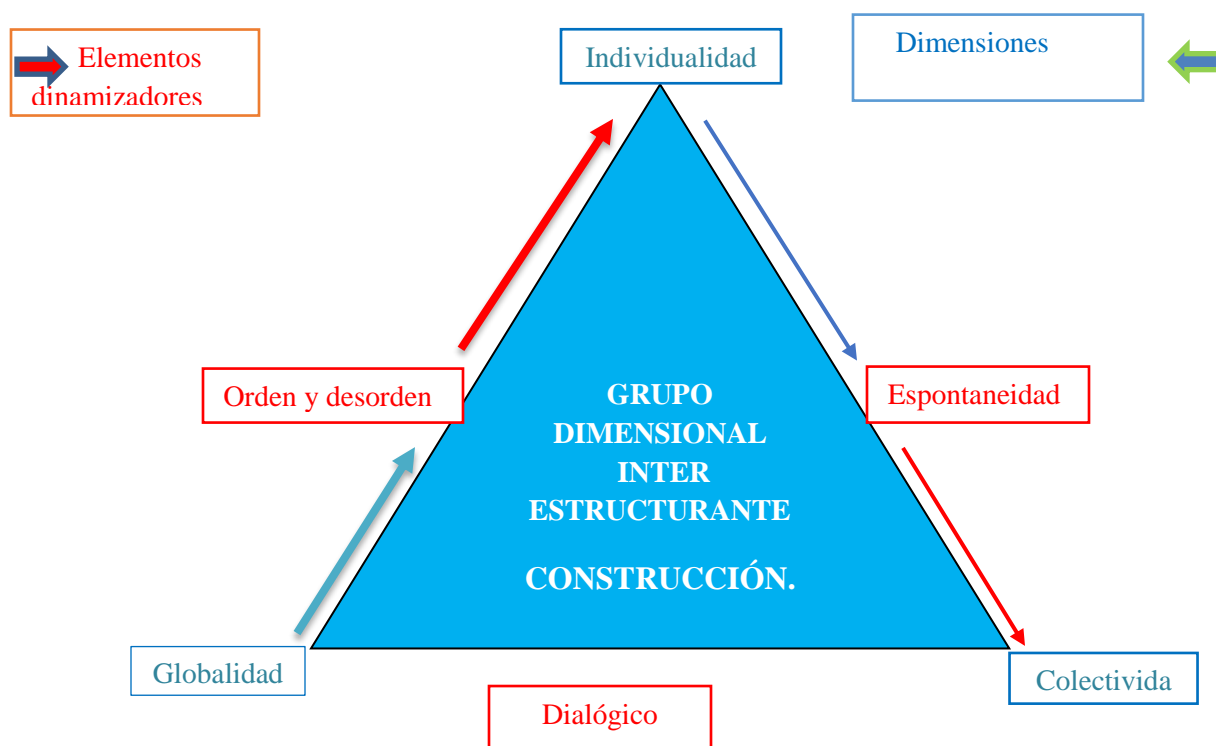 Elementos
dinamizadores
Individualidad
Dimensiones
Orden y desorden
Espontaneidad
GRUPO
DIMENSIONAL
INTER
ESTRUCTURANTE
CONSTRUCCIÓN.
Globalidad
Colectivida
Dialógico